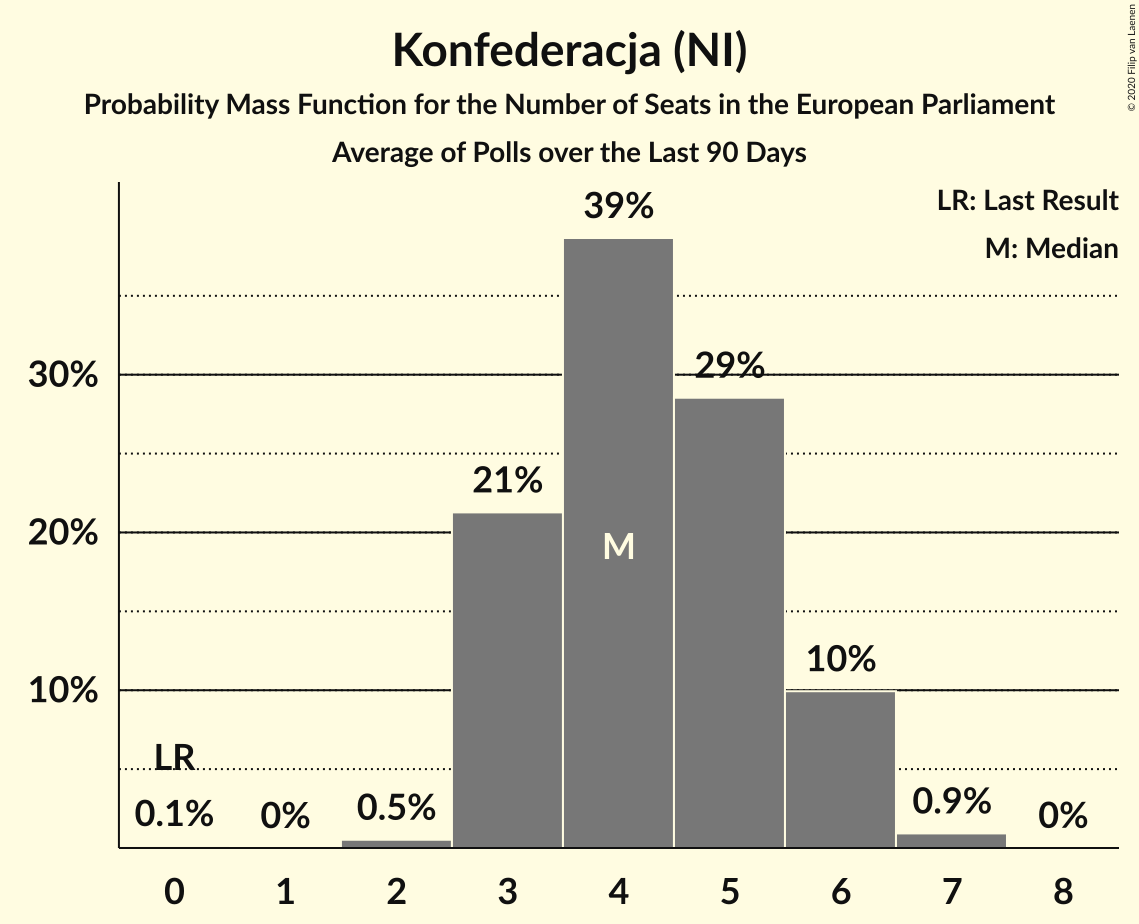 Konfederacja (NI)
Probability Mass Function for the Number of Seats in the European Parliament
Average of Polls over the Last 90 Days
© 2020 Filip van Laenen
LR: Last Result
M: Median
39%
30%
29%
21%
20%
M
10%
10%
LR
0.1% 0% 0.5% 0.9% 0%
0 1 2 3 4 5 6 7 8